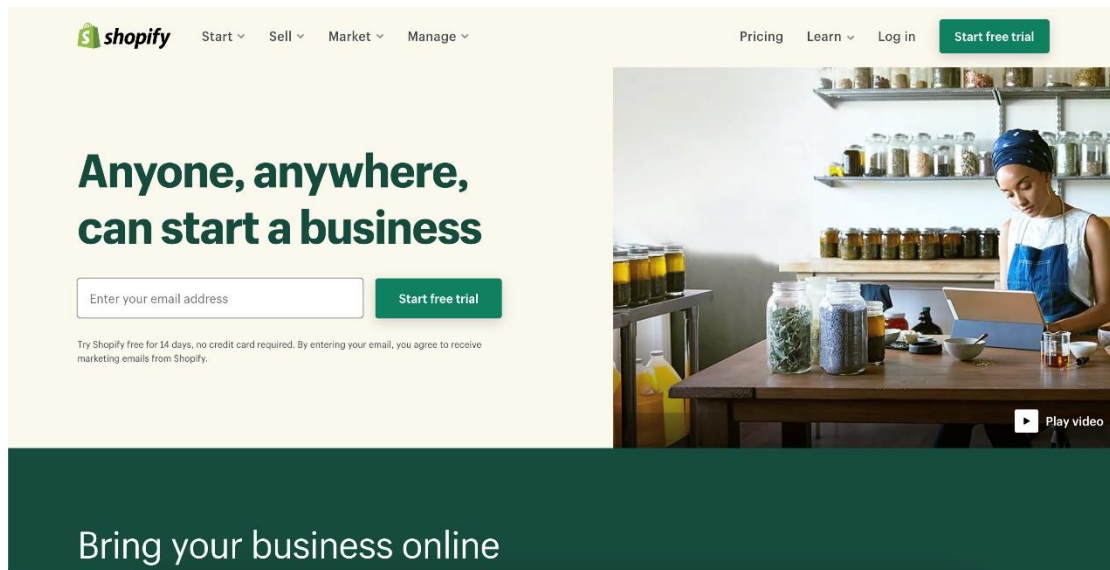 shopify
Start
Sell
Market
Manage
Pricing
Learn
Log in
Start free trial
Anyone, anywhere,
can start a business
Enter your email address
Start free trial
Try Shopify free for 14 days, no credit card required. By entering your email, you agree to receive
marketing emails from Shopify.
Play video
Bring your business online